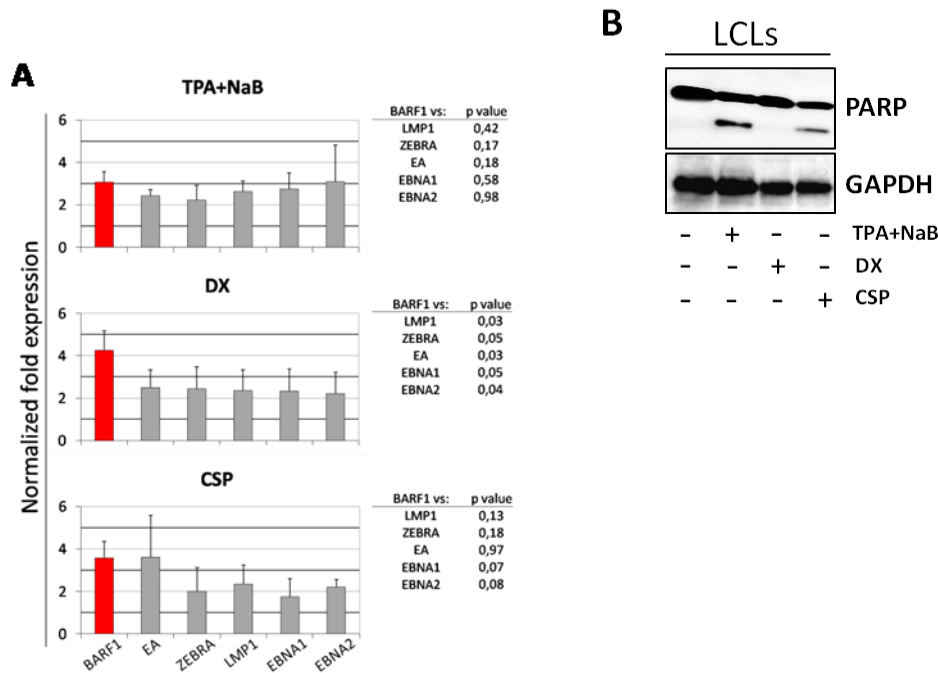 A
Normalized fold expression
TPA+NaB
6
4
2
0
BARF1 vs: p value
LMP1 0,42
ZEBRA 0,17
EA 0,18
EBNA1 0,58
EBNA2 0,98
DX
6
4
2
0
BARF1 vs: p value
LMP1 0,03
ZEBRA 0,05
EA 0,03
EBNA1 0,05
EBNA2 0,04
CSP
6
4
2
0
BARF1 EA ZEBRA LMP1 EBNA1 EBNA2
BARF1 vs: p value
LMP1 0,13
ZEBRA 0,18
EA 0,97
EBNA1 0,07
EBNA2 0,08
B
LCLs
PARP
GAPDH
– + – – TPA+NaB
– – + – DX
– – – + CSP